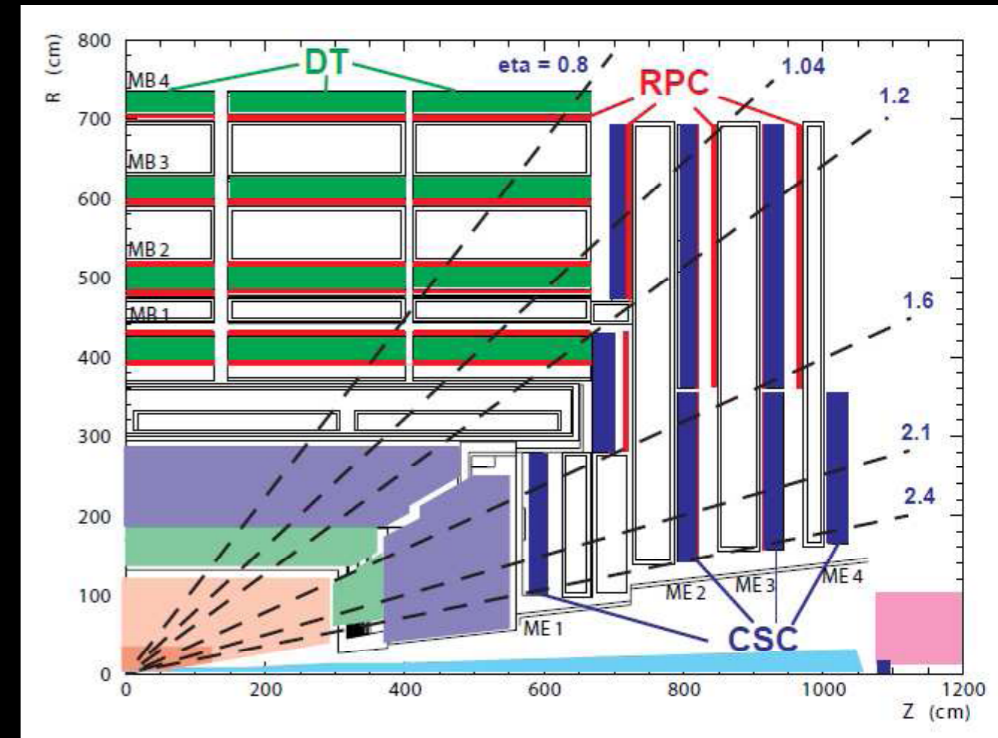 R (cm)
800
700
600
500
400
300
200
100
0
MB 4
DT
eta = 0.8
1.04
RPC
1.2
MB 3
MB 2
MB 1
1.6
2.1
2.4
ME 1
ME 2
ME 3
ME 4
CSC
0
200
400
600
800
1000
1200
Z (cm)